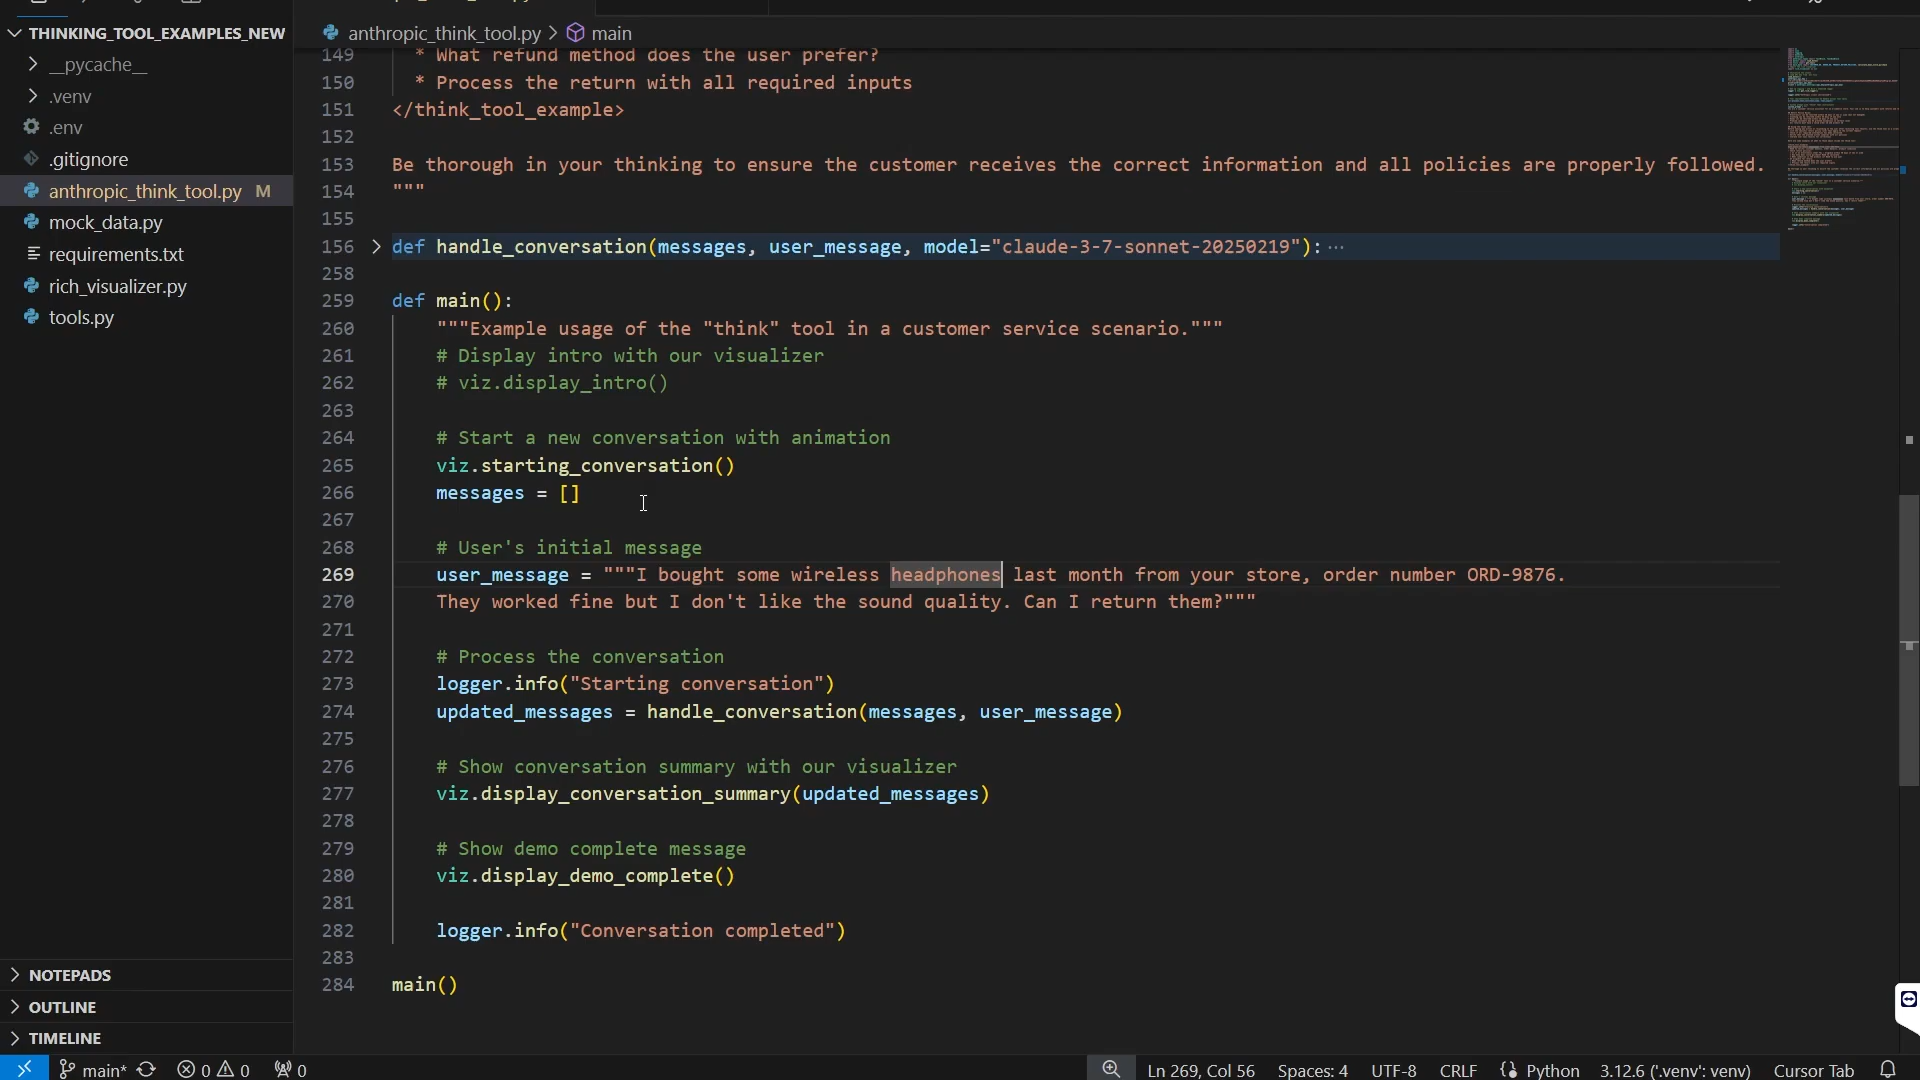 THINKING_TOOL_EXAMPLES_NEW
__pycache__
.venv
.env
.gitignore
anthropic_think_tool.py M
mock_data.py
requirements.txt
rich_visualizer.py
tools.py
NOTEPADS
OUTLINE
TIMELINE
anthropic_think_tool.py > main
149 * What refund method does the user prefer?
150 * Process the return with all required inputs
151 </think_tool_example>
152
153 Be thorough in your thinking to ensure the customer receives the correct information and all policies are properly followed.
154 """
155
156 def handle_conversation(messages, user_message, model="claude-3-7-sonnet-20250219"): ···
258
259 def main():
260 """Example usage of the "think" tool in a customer service scenario."""
261 # Display intro with our visualizer
262 # viz.display_intro()
263
264 # Start a new conversation with animation
265 viz.starting_conversation()
266 messages = []
267
268 # User's initial message
269 user_message = """I bought some wireless headphones last month from your store, order number ORD-9876.
270 They worked fine but I don't like the sound quality. Can I return them?"""
271
272 # Process the conversation
273 logger.info("Starting conversation")
274 updated_messages = handle_conversation(messages, user_message)
275
276 # Show conversation summary with our visualizer
277 viz.display_conversation_summary(updated_messages)
278
279 # Show demo complete message
280 viz.display_demo_complete()
281
282 logger.info("Conversation completed")
283
284 main()
main* 0 0 0 Ln 269, Col 56 Spaces: 4 UTF-8 CRLF Python 3.12.6 ('.venv': venv) Cursor Tab